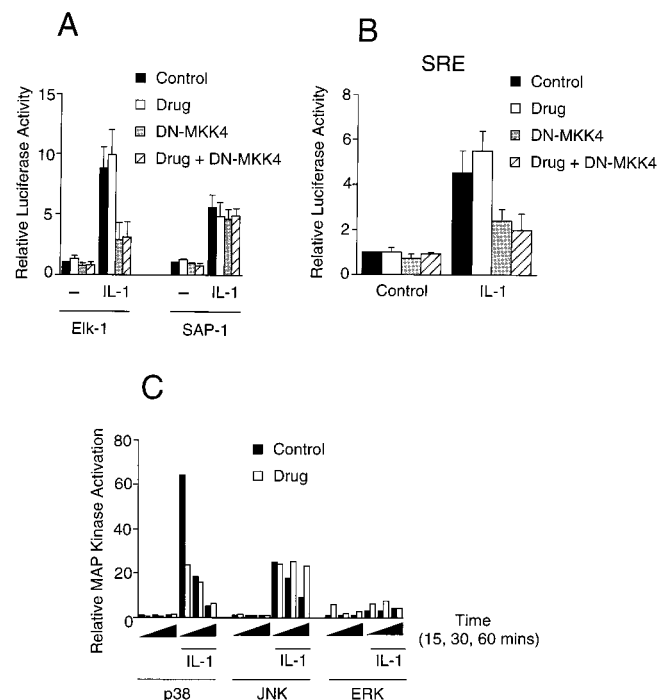 A
Control
Drug
DN-MKK4
Drug + DN-MKK4
Relative Luciferase Activity
15
10
5
0
– IL-1 – IL-1
Elk-1 SAP-1
B
SRE
Control
Drug
DN-MKK4
Drug + DN-MKK4
Relative Luciferase Activity
8
6
4
2
0
Control IL-1
C
Control
Drug
Relative MAP Kinase Activation
80
60
40
20
0
Time
(15, 30, 60 mins)
IL-1 IL-1 IL-1
p38 JNK ERK